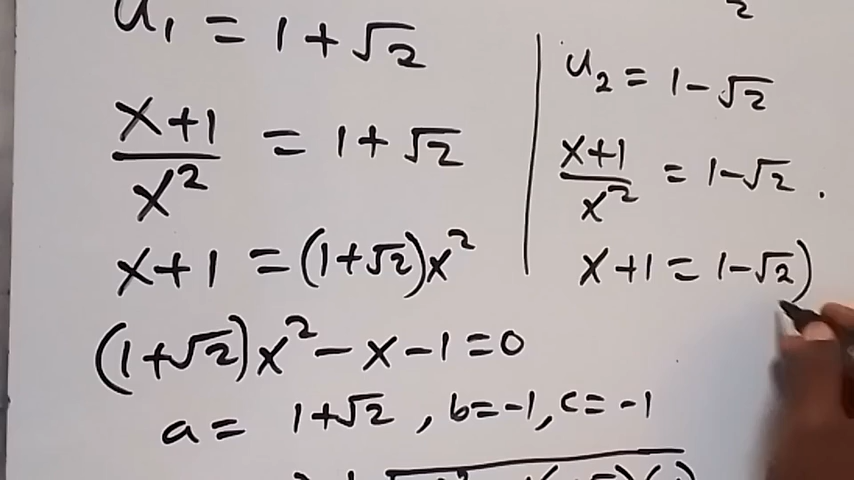 u₁ = 1+√2
x+1/x² = 1+√2
x+1 = (1+√2)x²
(1+√2)x² - x - 1 = 0
a = 1+√2, b=-1, c=-1
2
u₂ = 1-√2
x+1/x² = 1-√2.
x+1 = 1-√2)